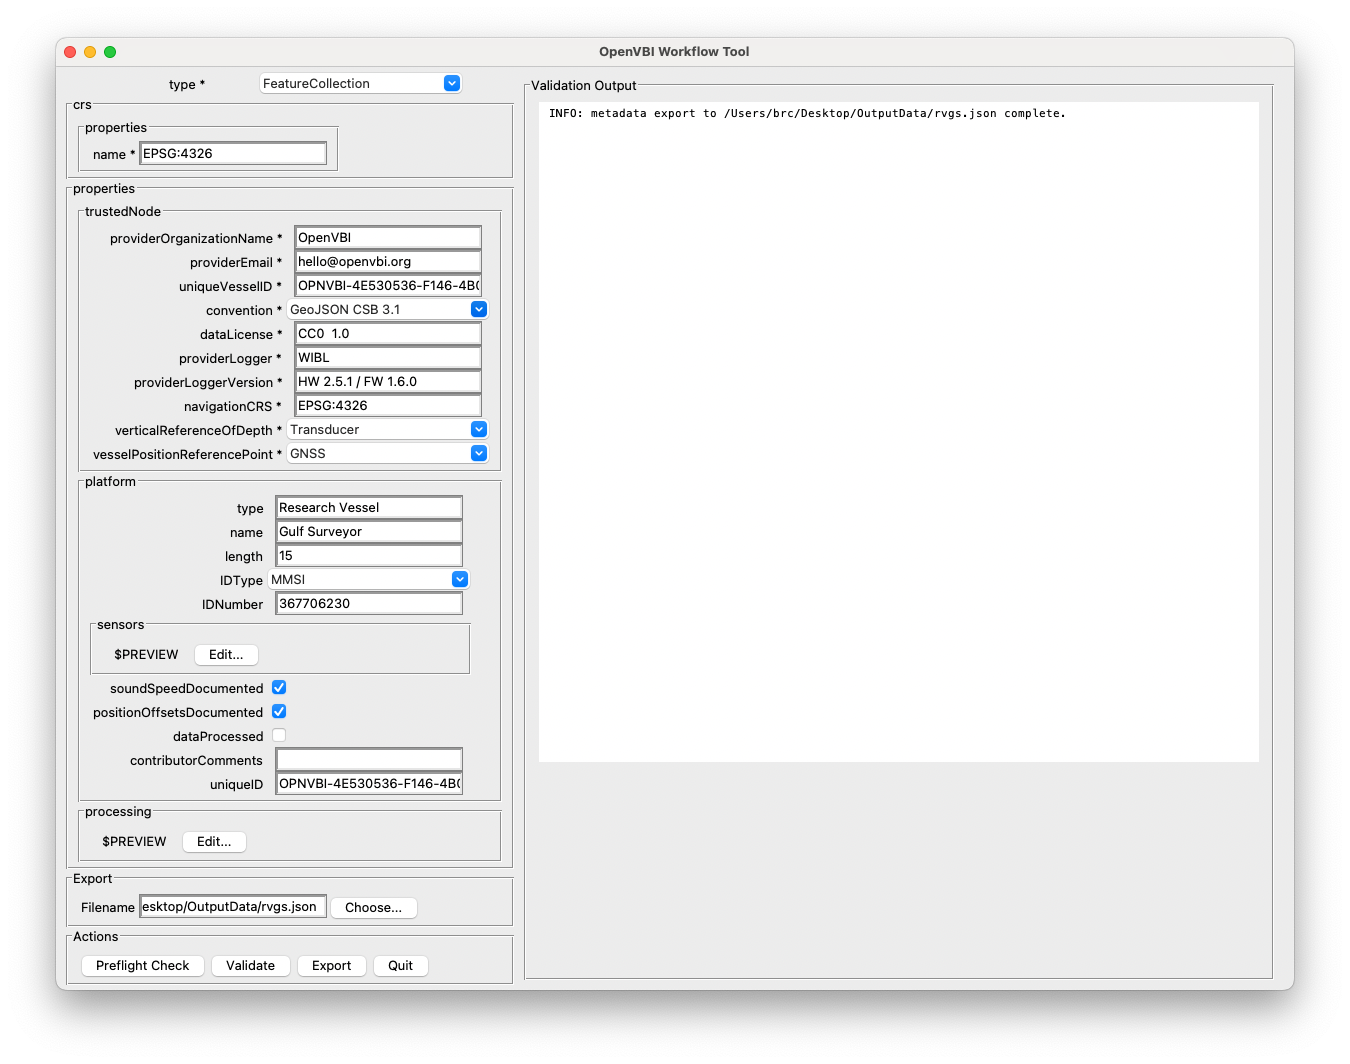 OpenVBI Workflow Tool
type * FeatureCollection
crs
properties
name * EPSG:4326
properties
trustedNode
providerOrganizationName * OpenVBI
providerEmail * hello@openvbi.org
uniqueVesselID * OPNVBI-4E530536-F146-4B0
convention * GeoJSON CSB 3.1
dataLicense * CC0 1.0
providerLogger * WIBL
providerLoggerVersion * HW 2.5.1 / FW 1.6.0
navigationCRS * EPSG:4326
verticalReferenceOfDepth * Transducer
vesselPositionReferencePoint * GNSS
platform
type Research Vessel
name Gulf Surveyor
length 15
IDType MMSI
IDNumber 367706230
sensors
$PREVIEW Edit...
soundSpeedDocumented
positionOffsetsDocumented
dataProcessed
contributorComments
uniqueID OPNVBI-4E530536-F146-4B0
processing
$PREVIEW Edit...
Export
Filename esktop/OutputData/rvgs.json Choose...
Actions
Preflight Check Validate Export Quit
Validation Output
INFO: metadata export to /Users/brc/Desktop/OutputData/rvgs.json complete.